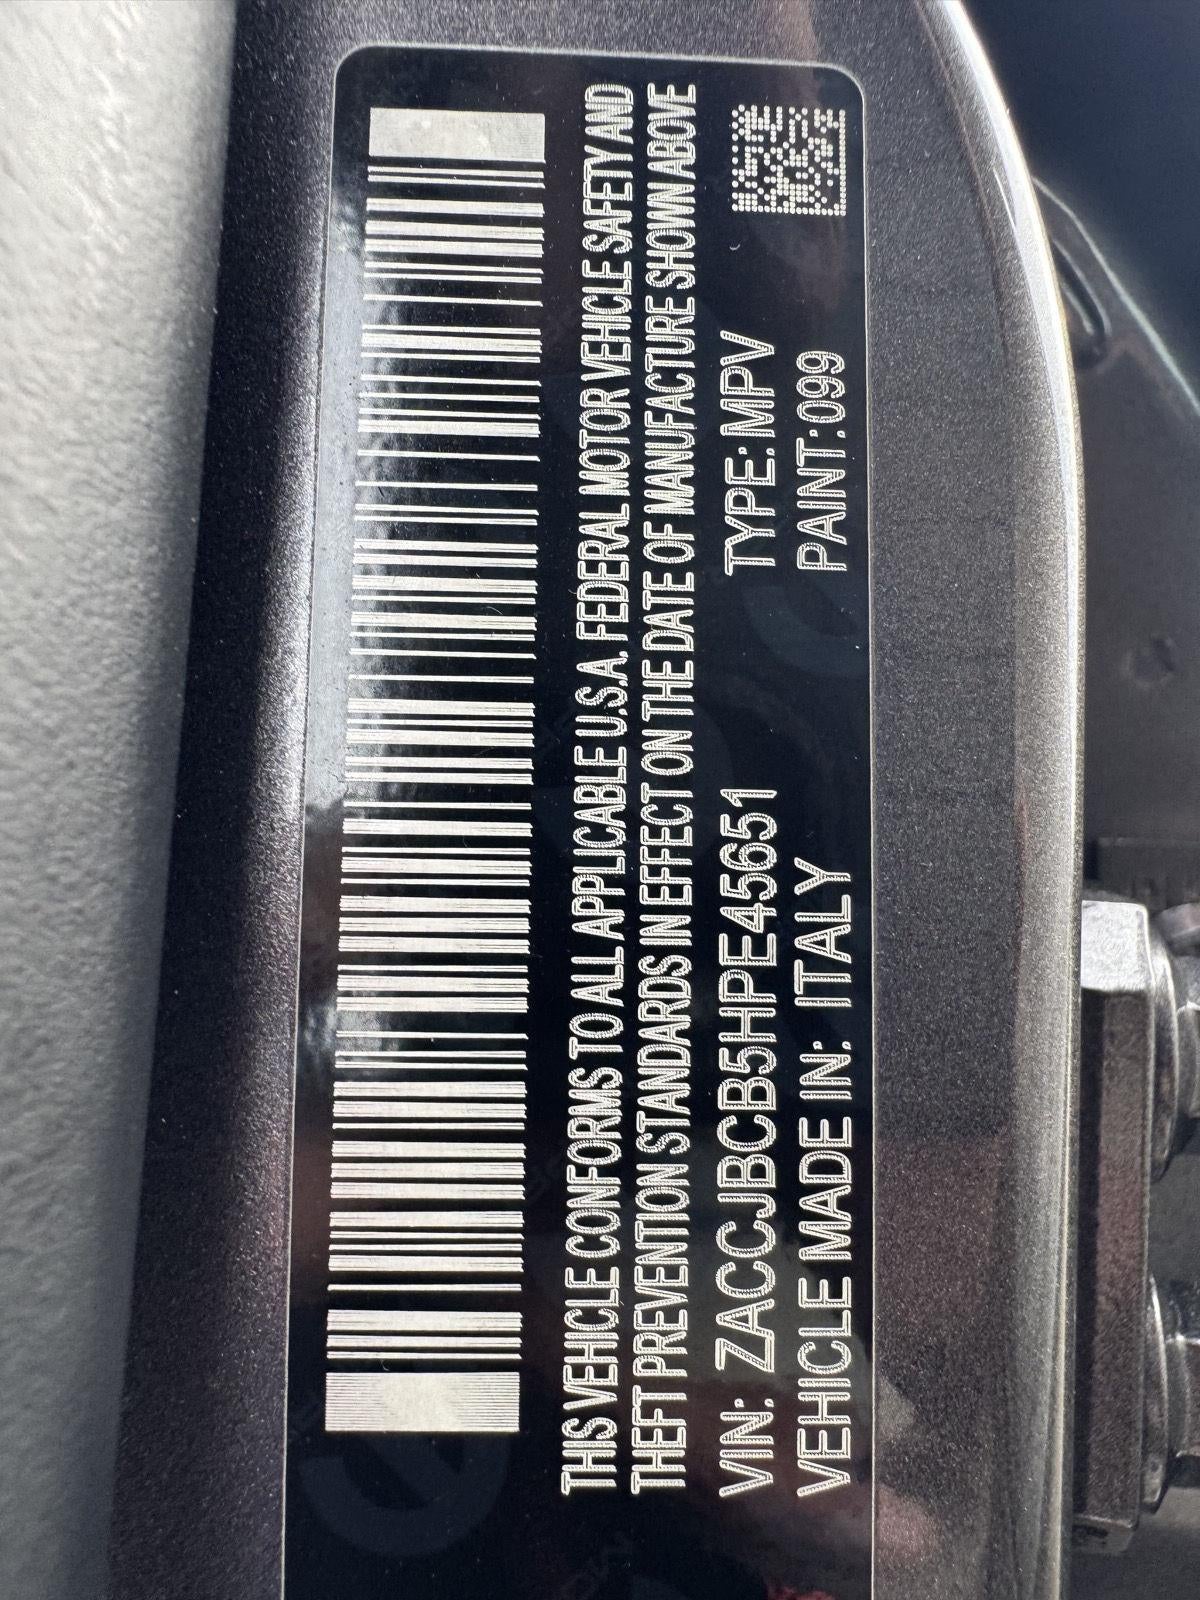 THIS VEHICLE CONFORMS TO ALL APPLICABLE U.S.A. FEDERAL MOTOR VEHICLE SAFETY AND
THEFT PREVENTION STANDARDS IN EFFECT ON THE DATE OF MANUFACTURE SHOWN ABOVE
VIN: ZACCJBCB5HPE45651 TYPE: MPV
VEHICLE MADE IN: ITALY PAINT: 099